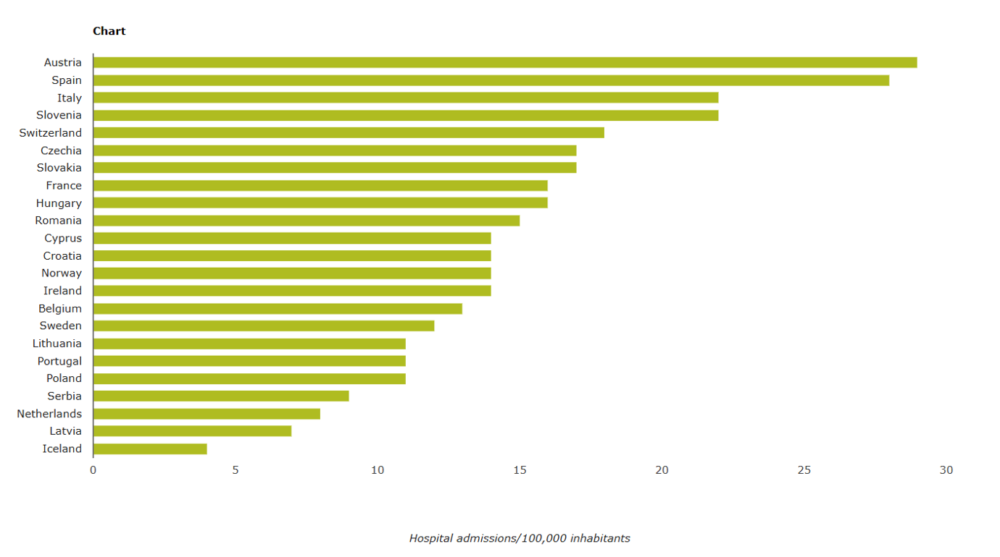 Chart
Austria
Spain
Italy
Slovenia
Switzerland
Czechia
Slovakia
France
Hungary
Romania
Cyprus
Croatia
Norway
Ireland
Belgium
Sweden
Lithuania
Portugal
Poland
Serbia
Netherlands
Latvia
Iceland
0 5 10 15 20 25 30
Hospital admissions/100,000 inhabitants